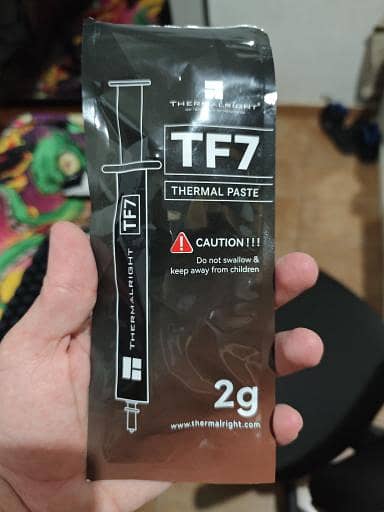 THERMALRIGHT
TF7
THERMAL PASTE
CAUTION!!!
Do not swallow &
keep away from children
TF7
THERMALRIGHT
2g
www.thermalright.com